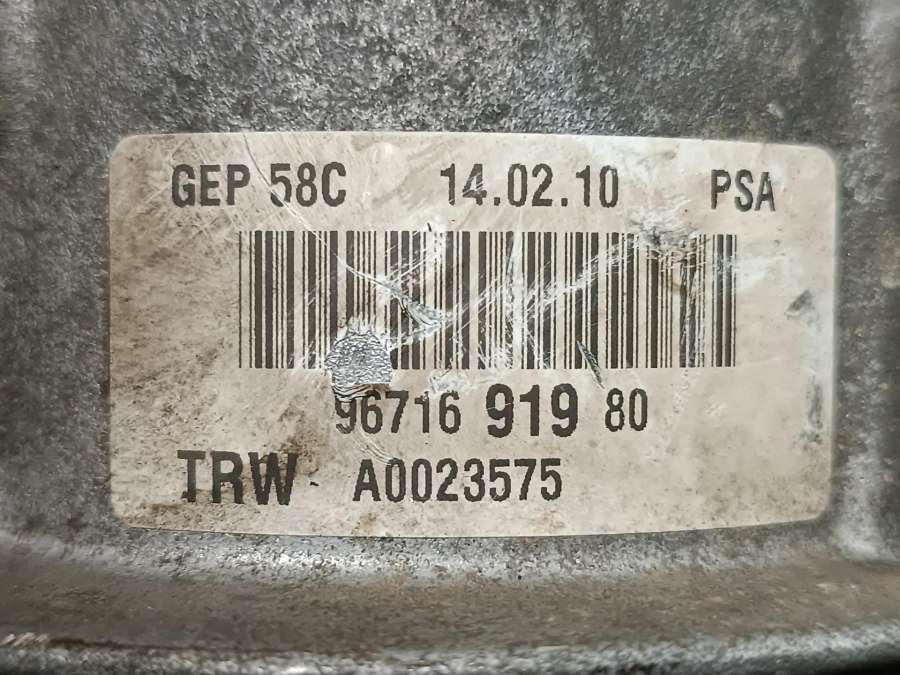 GEP 58C 14.02.10 PSA
96716 919 80
TRW A0023575